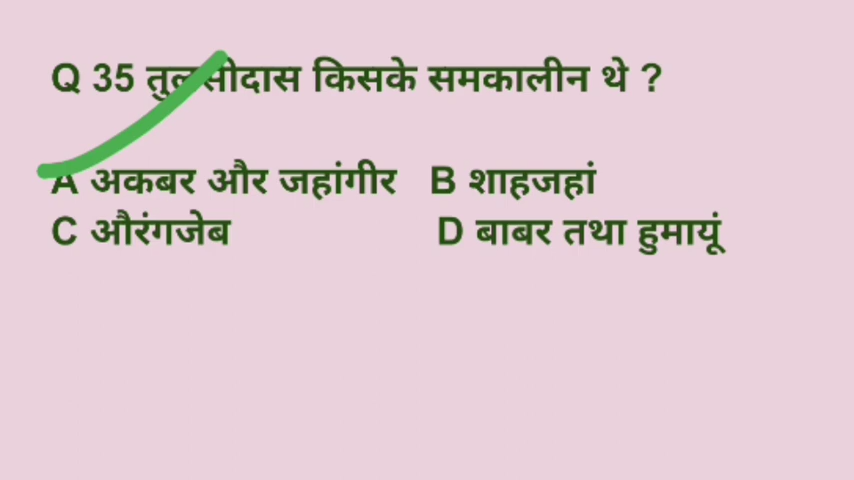 Q 35 तुलसीदास किसके समकालीन थे ?
A अकबर और जहांगीर B शाहजहां
C औरंगजेब D बाबर तथा हुमायूं